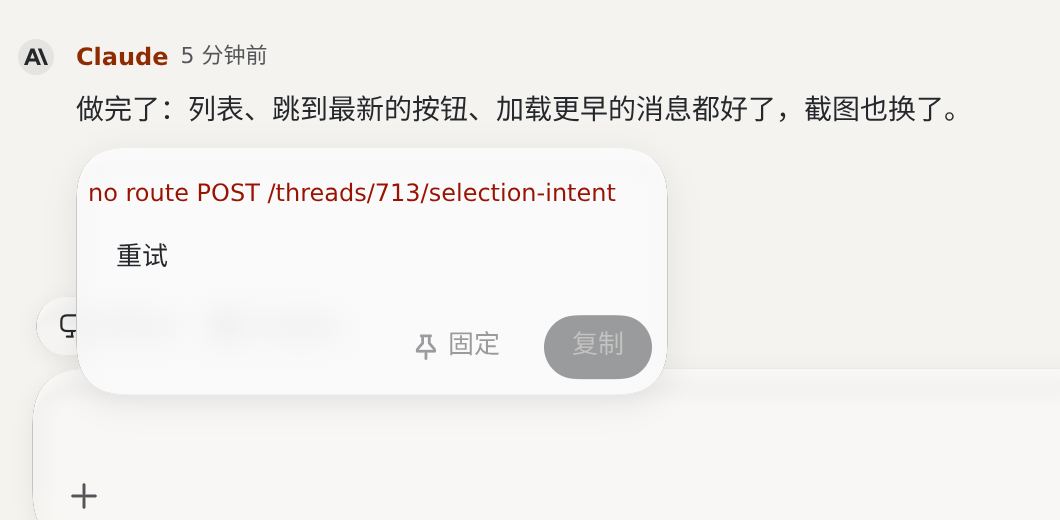 Claude 5 分钟前
做完了：列表、跳到最新的按钮、加载更早的消息都好了，截图也换了。
no route POST /threads/713/selection-intent
重试
固定 复制